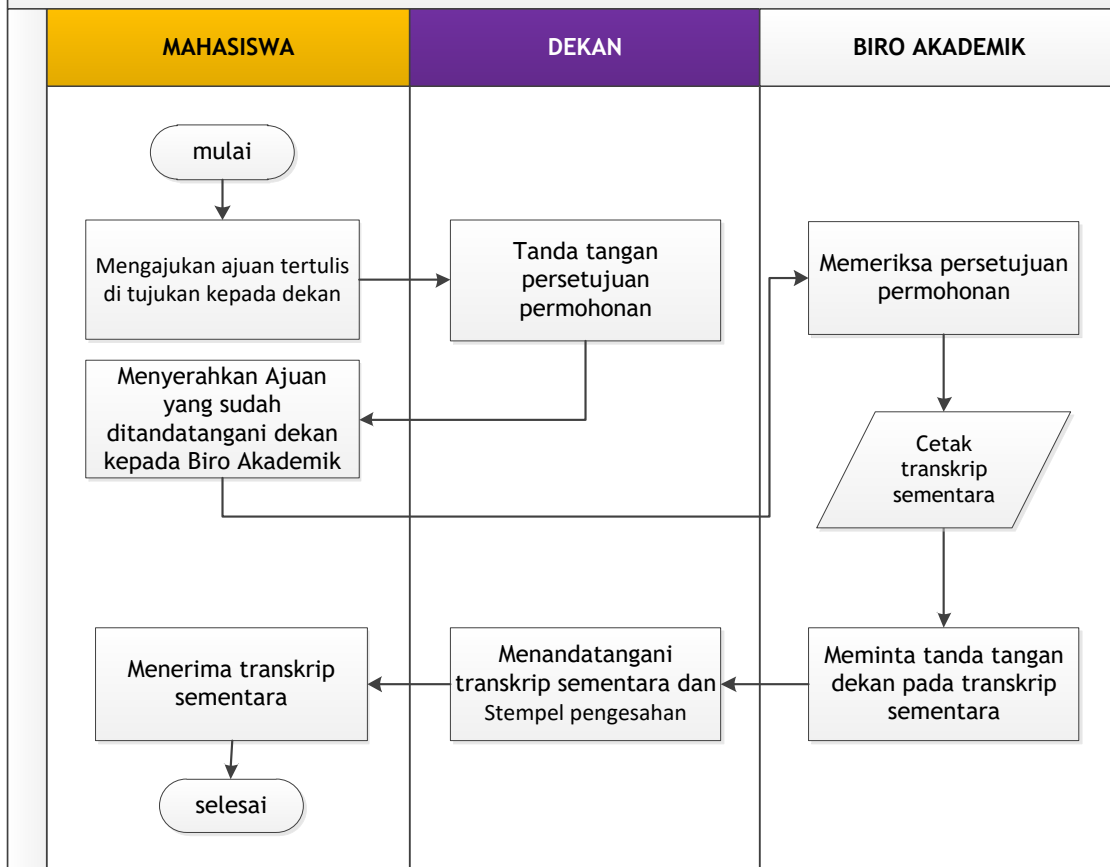 MAHASISWA
DEKAN
BIRO AKADEMIK
mulai
Mengajukan ajuan tertulis
di tujukan kepada dekan
Tanda tangan
persetujuan
permohonan
Memeriksa persetujuan
permohonan
Menyerahkan Ajuan
yang sudah
ditandatangani dekan
kepada Biro Akademik
Cetak
transkrip
sementara
Menerima transkrip
sementara
Menandatangani
transkrip sementara dan
Stempel pengesahan
Meminta tanda tangan
dekan pada transkrip
sementara
selesai